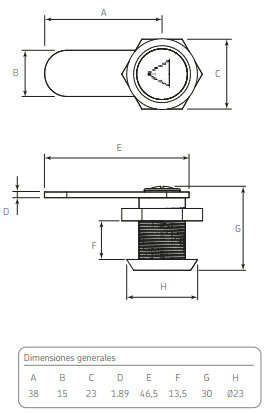 A
B
C
E
D
F
G
H
Dimensiones generales
A B C D E F G H
38 15 23 1.89 46,5 13,5 30 Ø23